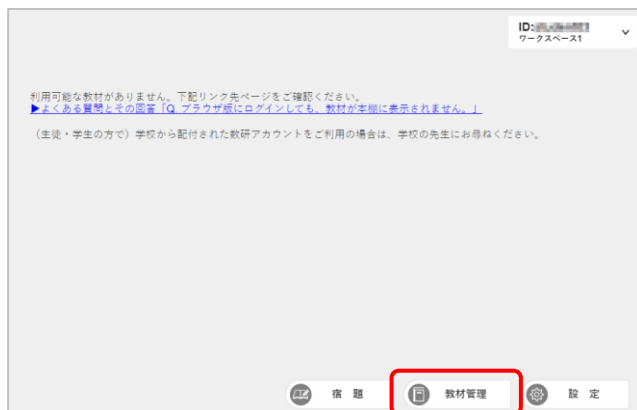 ID:
ワークスペース1
利用可能な教材がありません。下記リンク先ページをご確認ください。
▶よくある質問とその回答「Q. ブラウザ版にログインしても、教材が本棚に表示されません。」
（生徒・学生の方で）学校から配付された数研アカウントをご利用の場合は、学校の先生にお尋ねください。
宿 題
教材管理
設 定